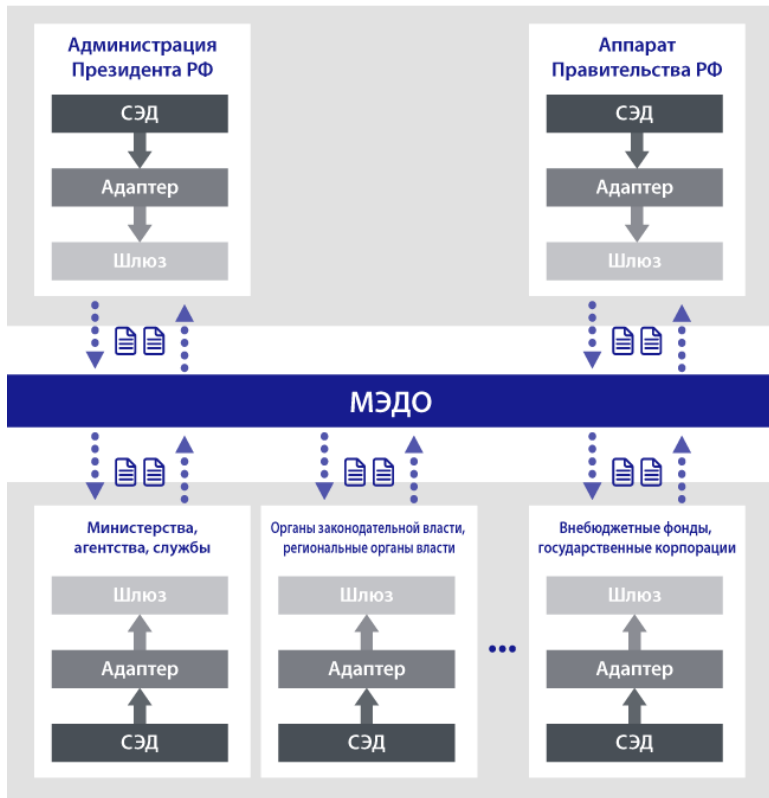 Администрация
Президента РФ
СЭД
Адаптер
Шлюз
Аппарат
Правительства РФ
СЭД
Адаптер
Шлюз
МЭДО
Министерства,
агентства, службы
Шлюз
Адаптер
СЭД
Органы законодательной власти,
региональные органы власти
Шлюз
Адаптер
СЭД
...
Внебюджетные фонды,
государственные корпорации
Шлюз
Адаптер
СЭД